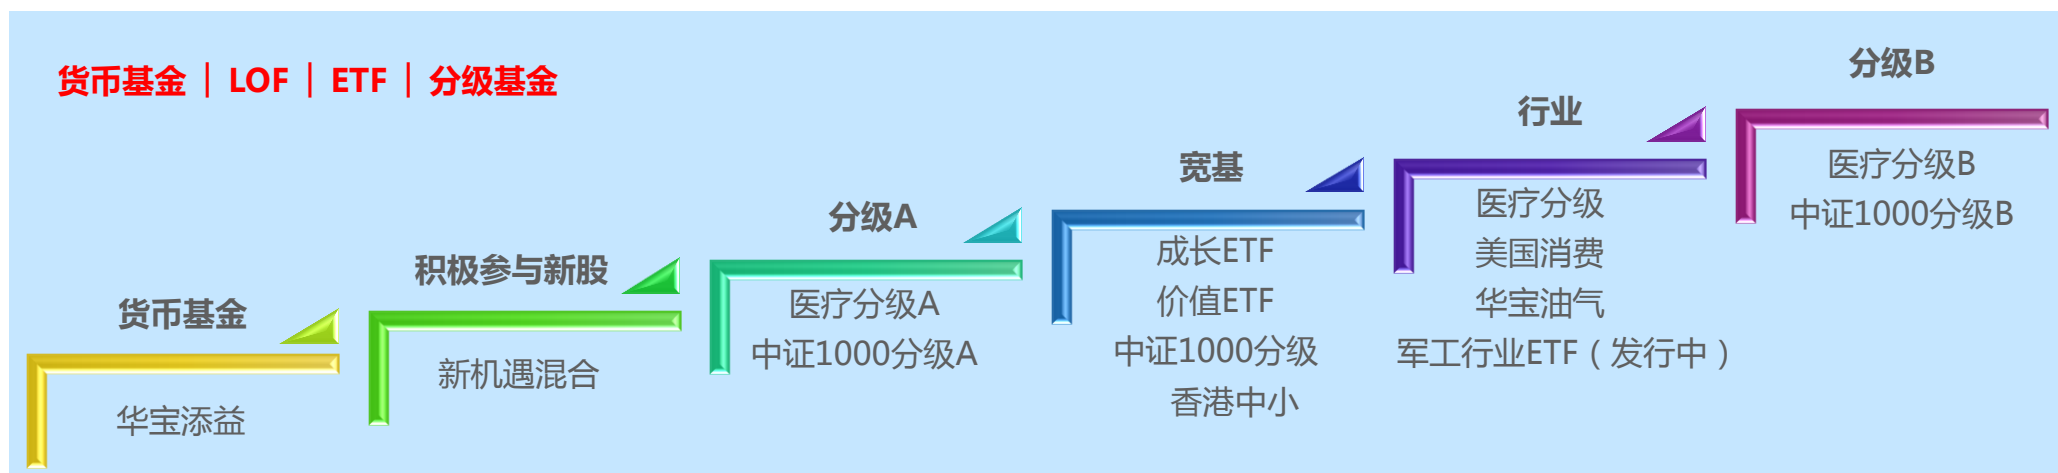 货币基金｜LOF｜ETF｜分级基金
货币基金
华宝添益
积极参与新股
新机遇混合
分级A
医疗分级A
中证1000分级A
宽基
成长ETF
价值ETF
中证1000分级
香港中小
行业
医疗分级
美国消费
华宝油气
军工行业ETF（发行中）
分级B
医疗分级B
中证1000分级B